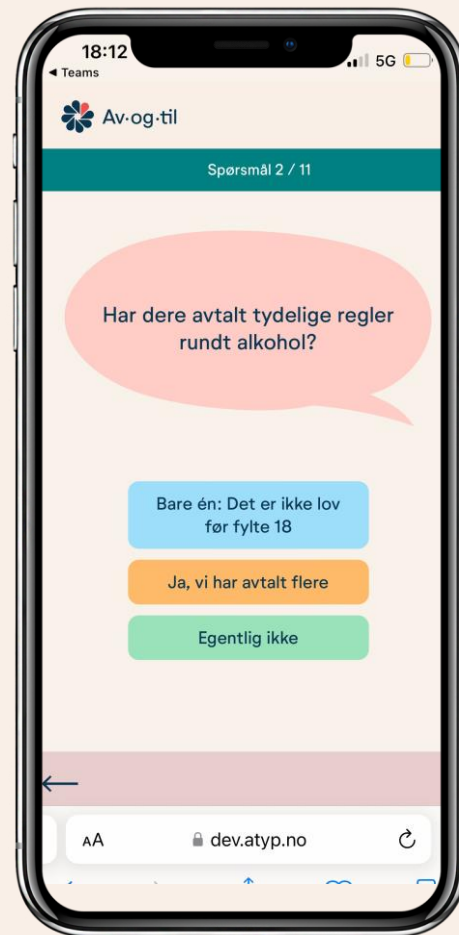 18:12
5G
◀ Teams
Av·og·til
Spørsmål 2 / 11
Har dere avtalt tydelige regler
rundt alkohol?
Bare én: Det er ikke lov
før fylte 18
Ja, vi har avtalt flere
Egentlig ikke
AA
dev.atyp.no